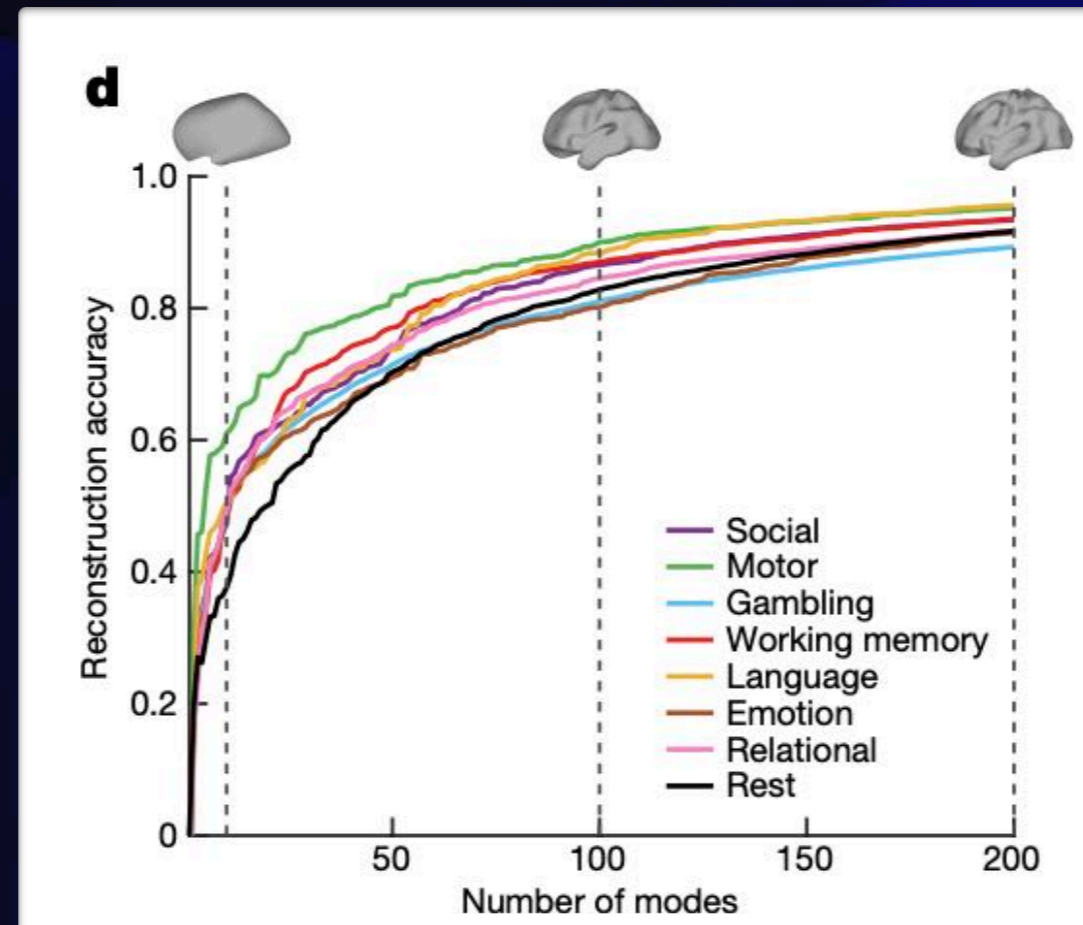 d
1.0
0.8
0.6
0.4
0.2
0
Reconstruction accuracy
Social
Motor
Gambling
Working memory
Language
Emotion
Relational
Rest
50 100 150 200
Number of modes